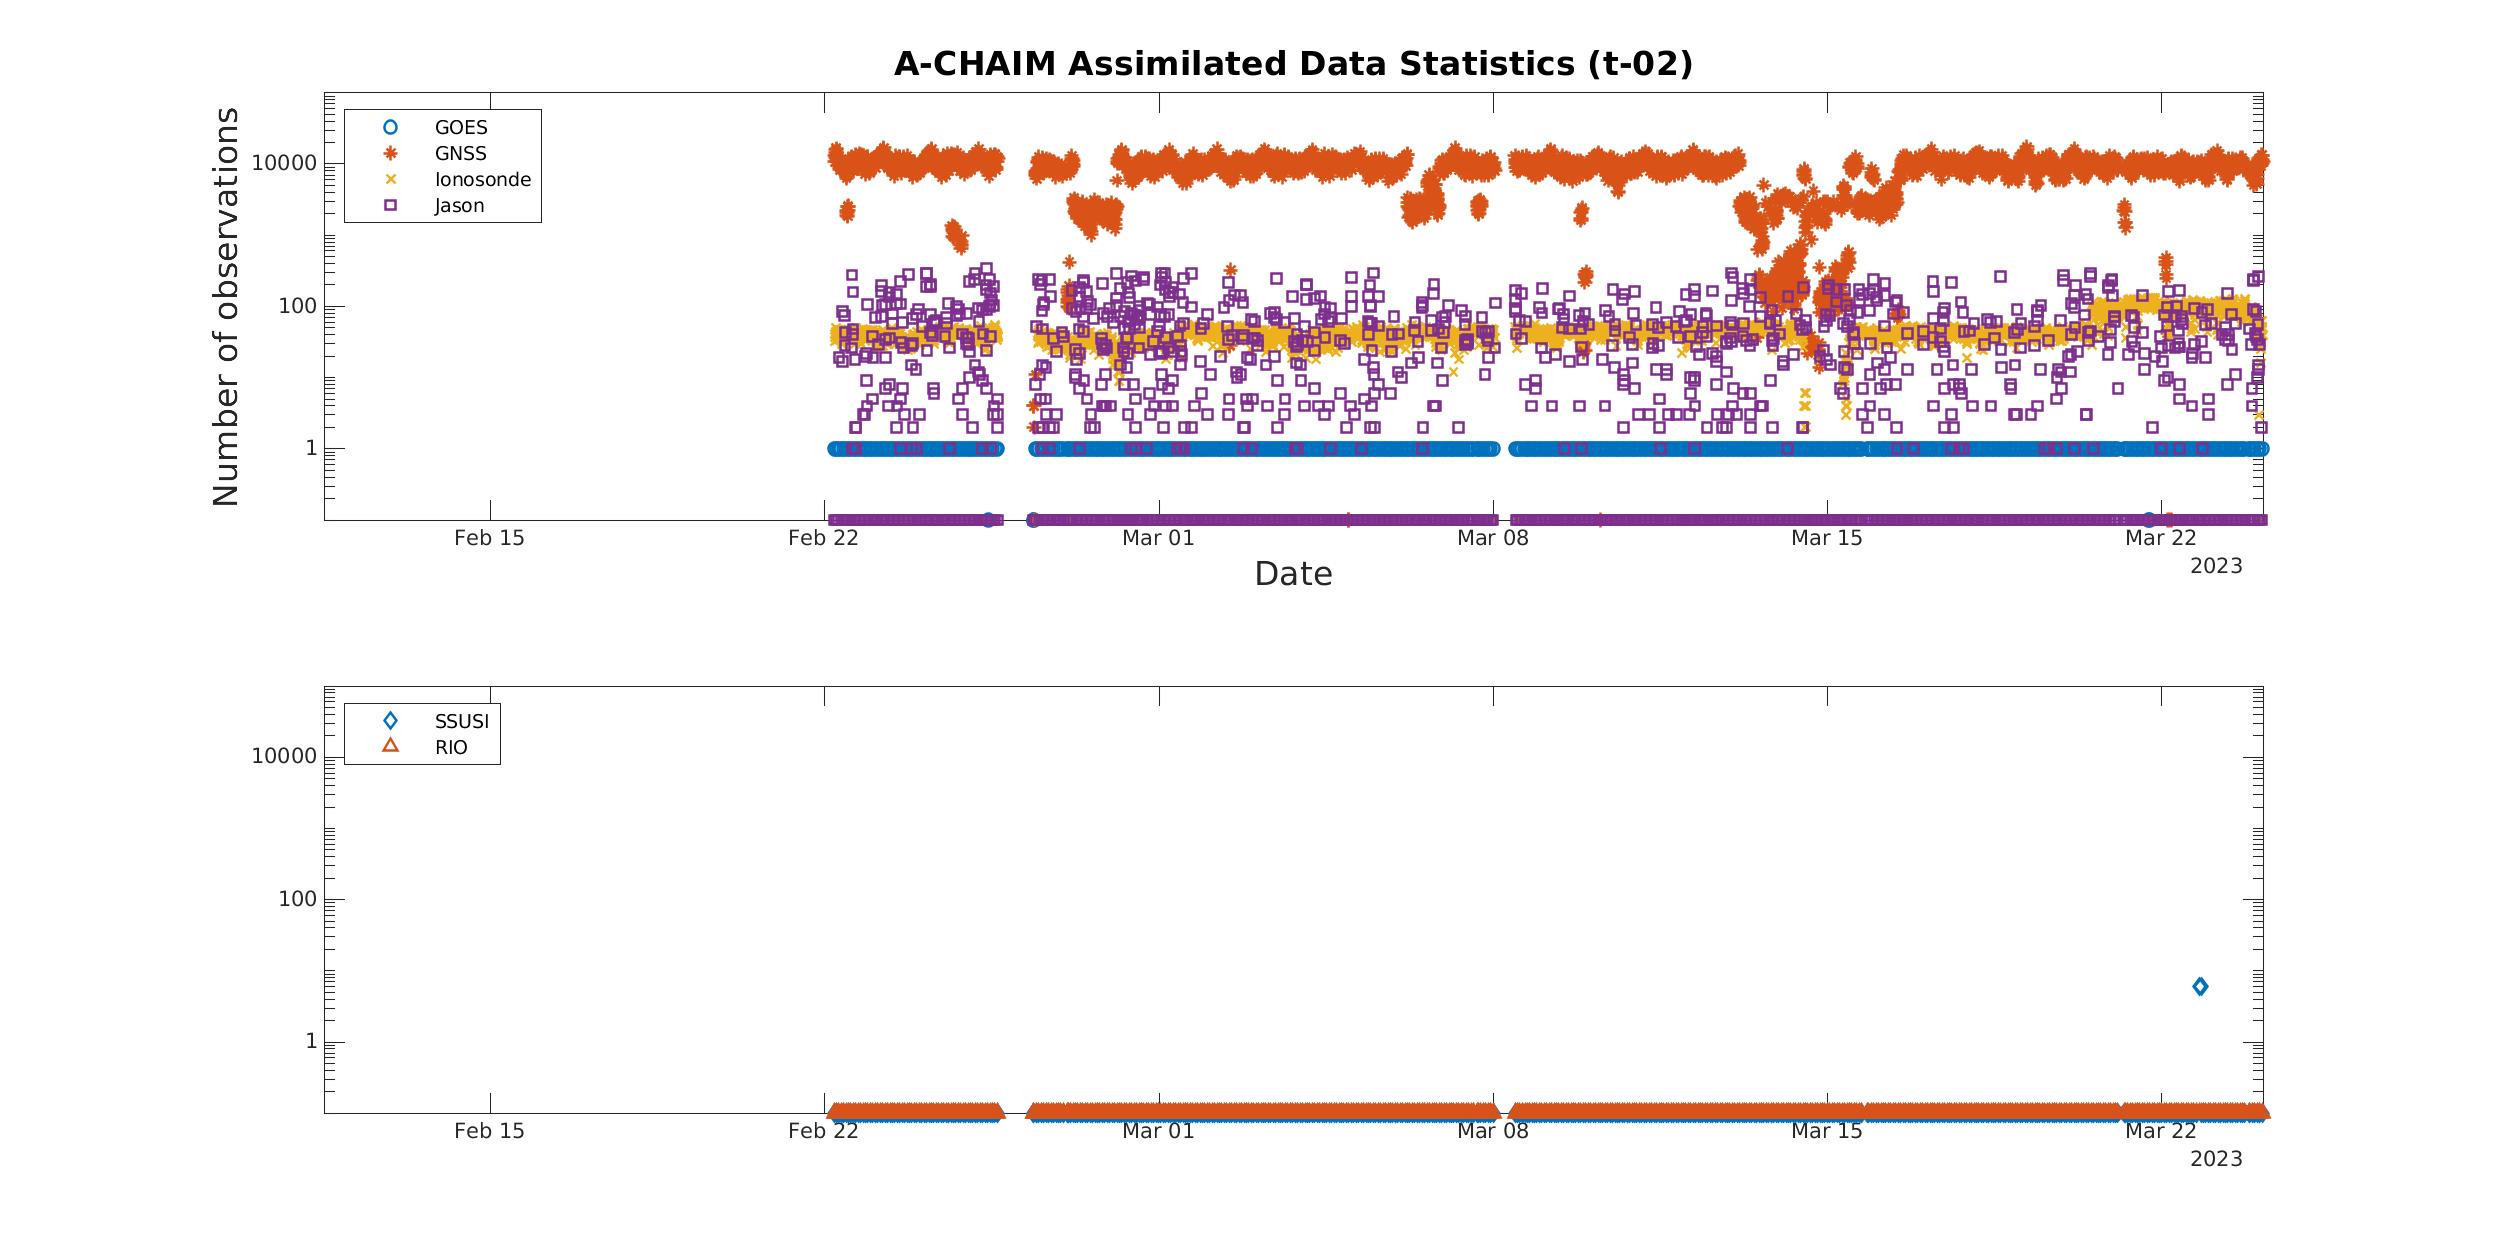 A-CHAIM Assimilated Data Statistics (t-02)
Number of observations
10000
100
1
GOES
GNSS
Ionosonde
Jason
Feb 15 Feb 22 Mar 01 Mar 08 Mar 15 Mar 22
2023
Date
10000
100
1
SSUSI
RIO
Feb 15 Feb 22 Mar 01 Mar 08 Mar 15 Mar 22
2023